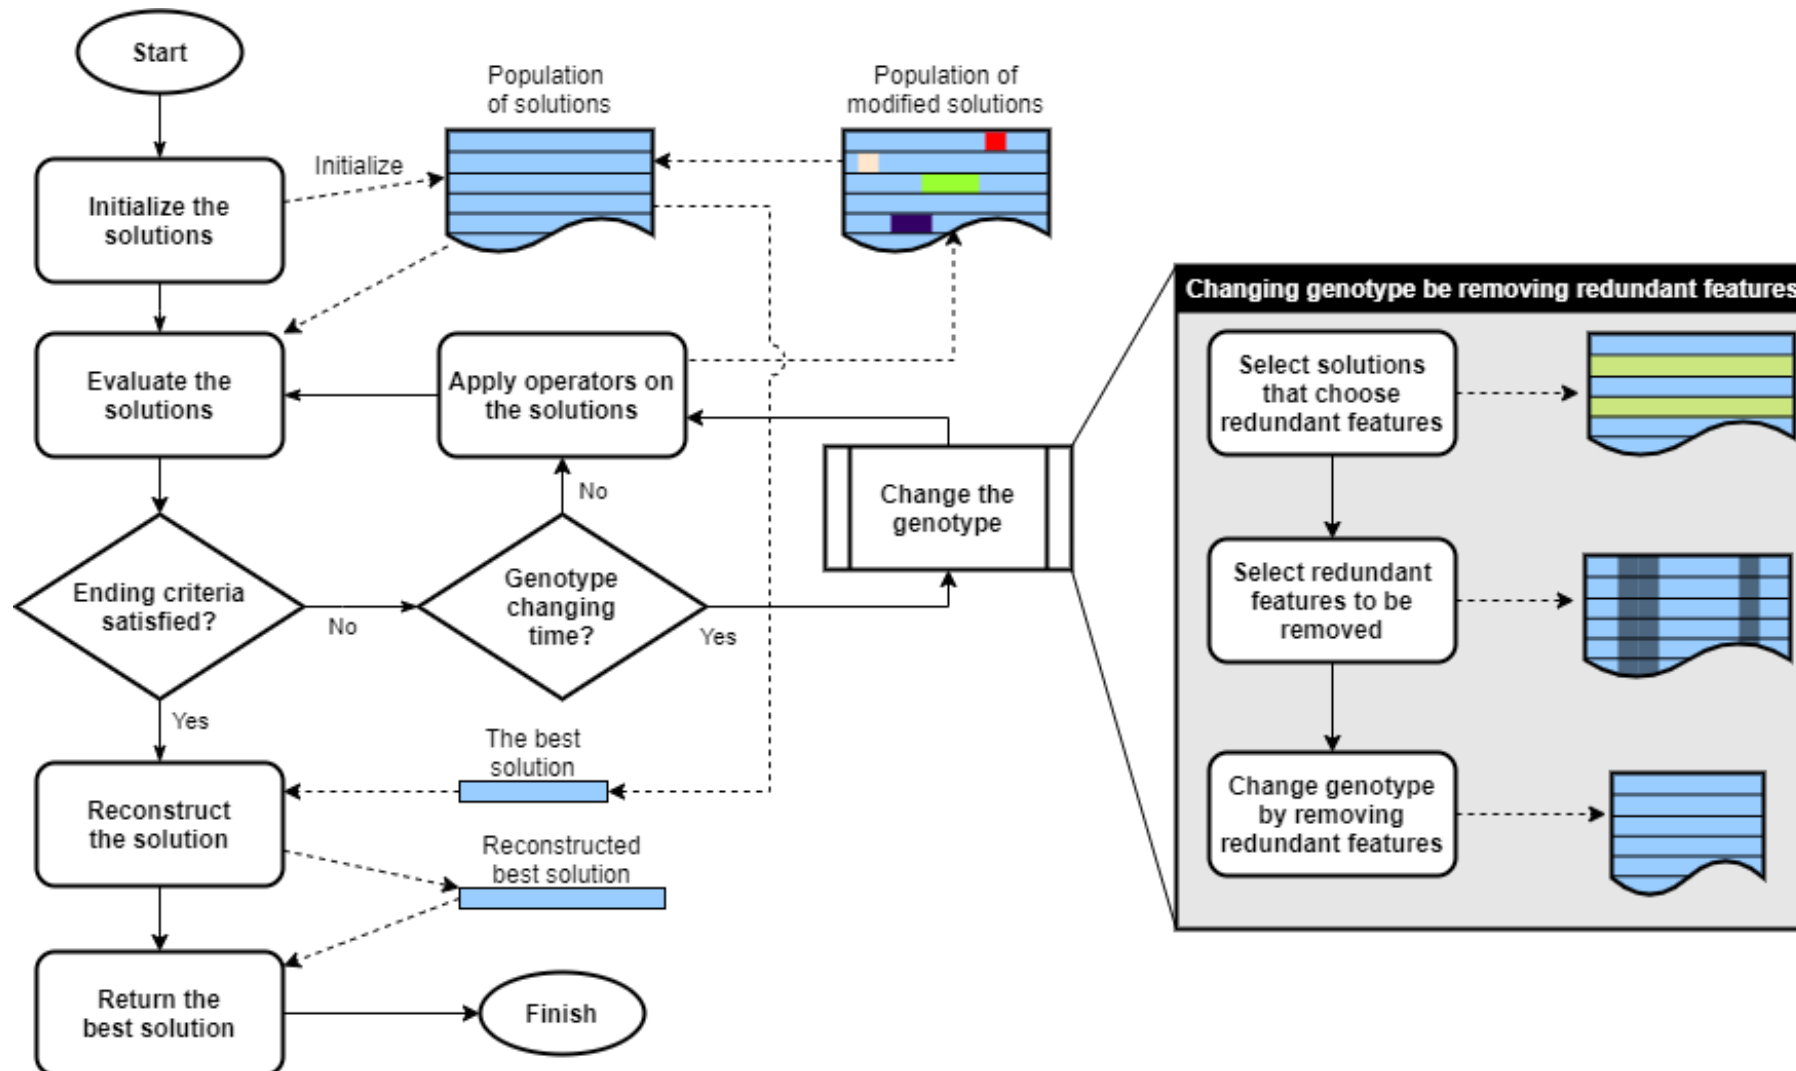 Start
Population
of solutions
Population of
modified solutions
Initialize
Initialize the
solutions
Changing genotype be removing redundant features
Evaluate the
solutions
Apply operators on
the solutions
Select solutions
that choose
redundant features
No
Change the
genotype
Ending criteria
satisfied?
No
Genotype
changing
time?
Yes
Select redundant
features to be
removed
Yes
The best
solution
Reconstruct
the solution
Reconstructed
best solution
Change genotype
by removing
redundant features
Return the
best solution
Finish